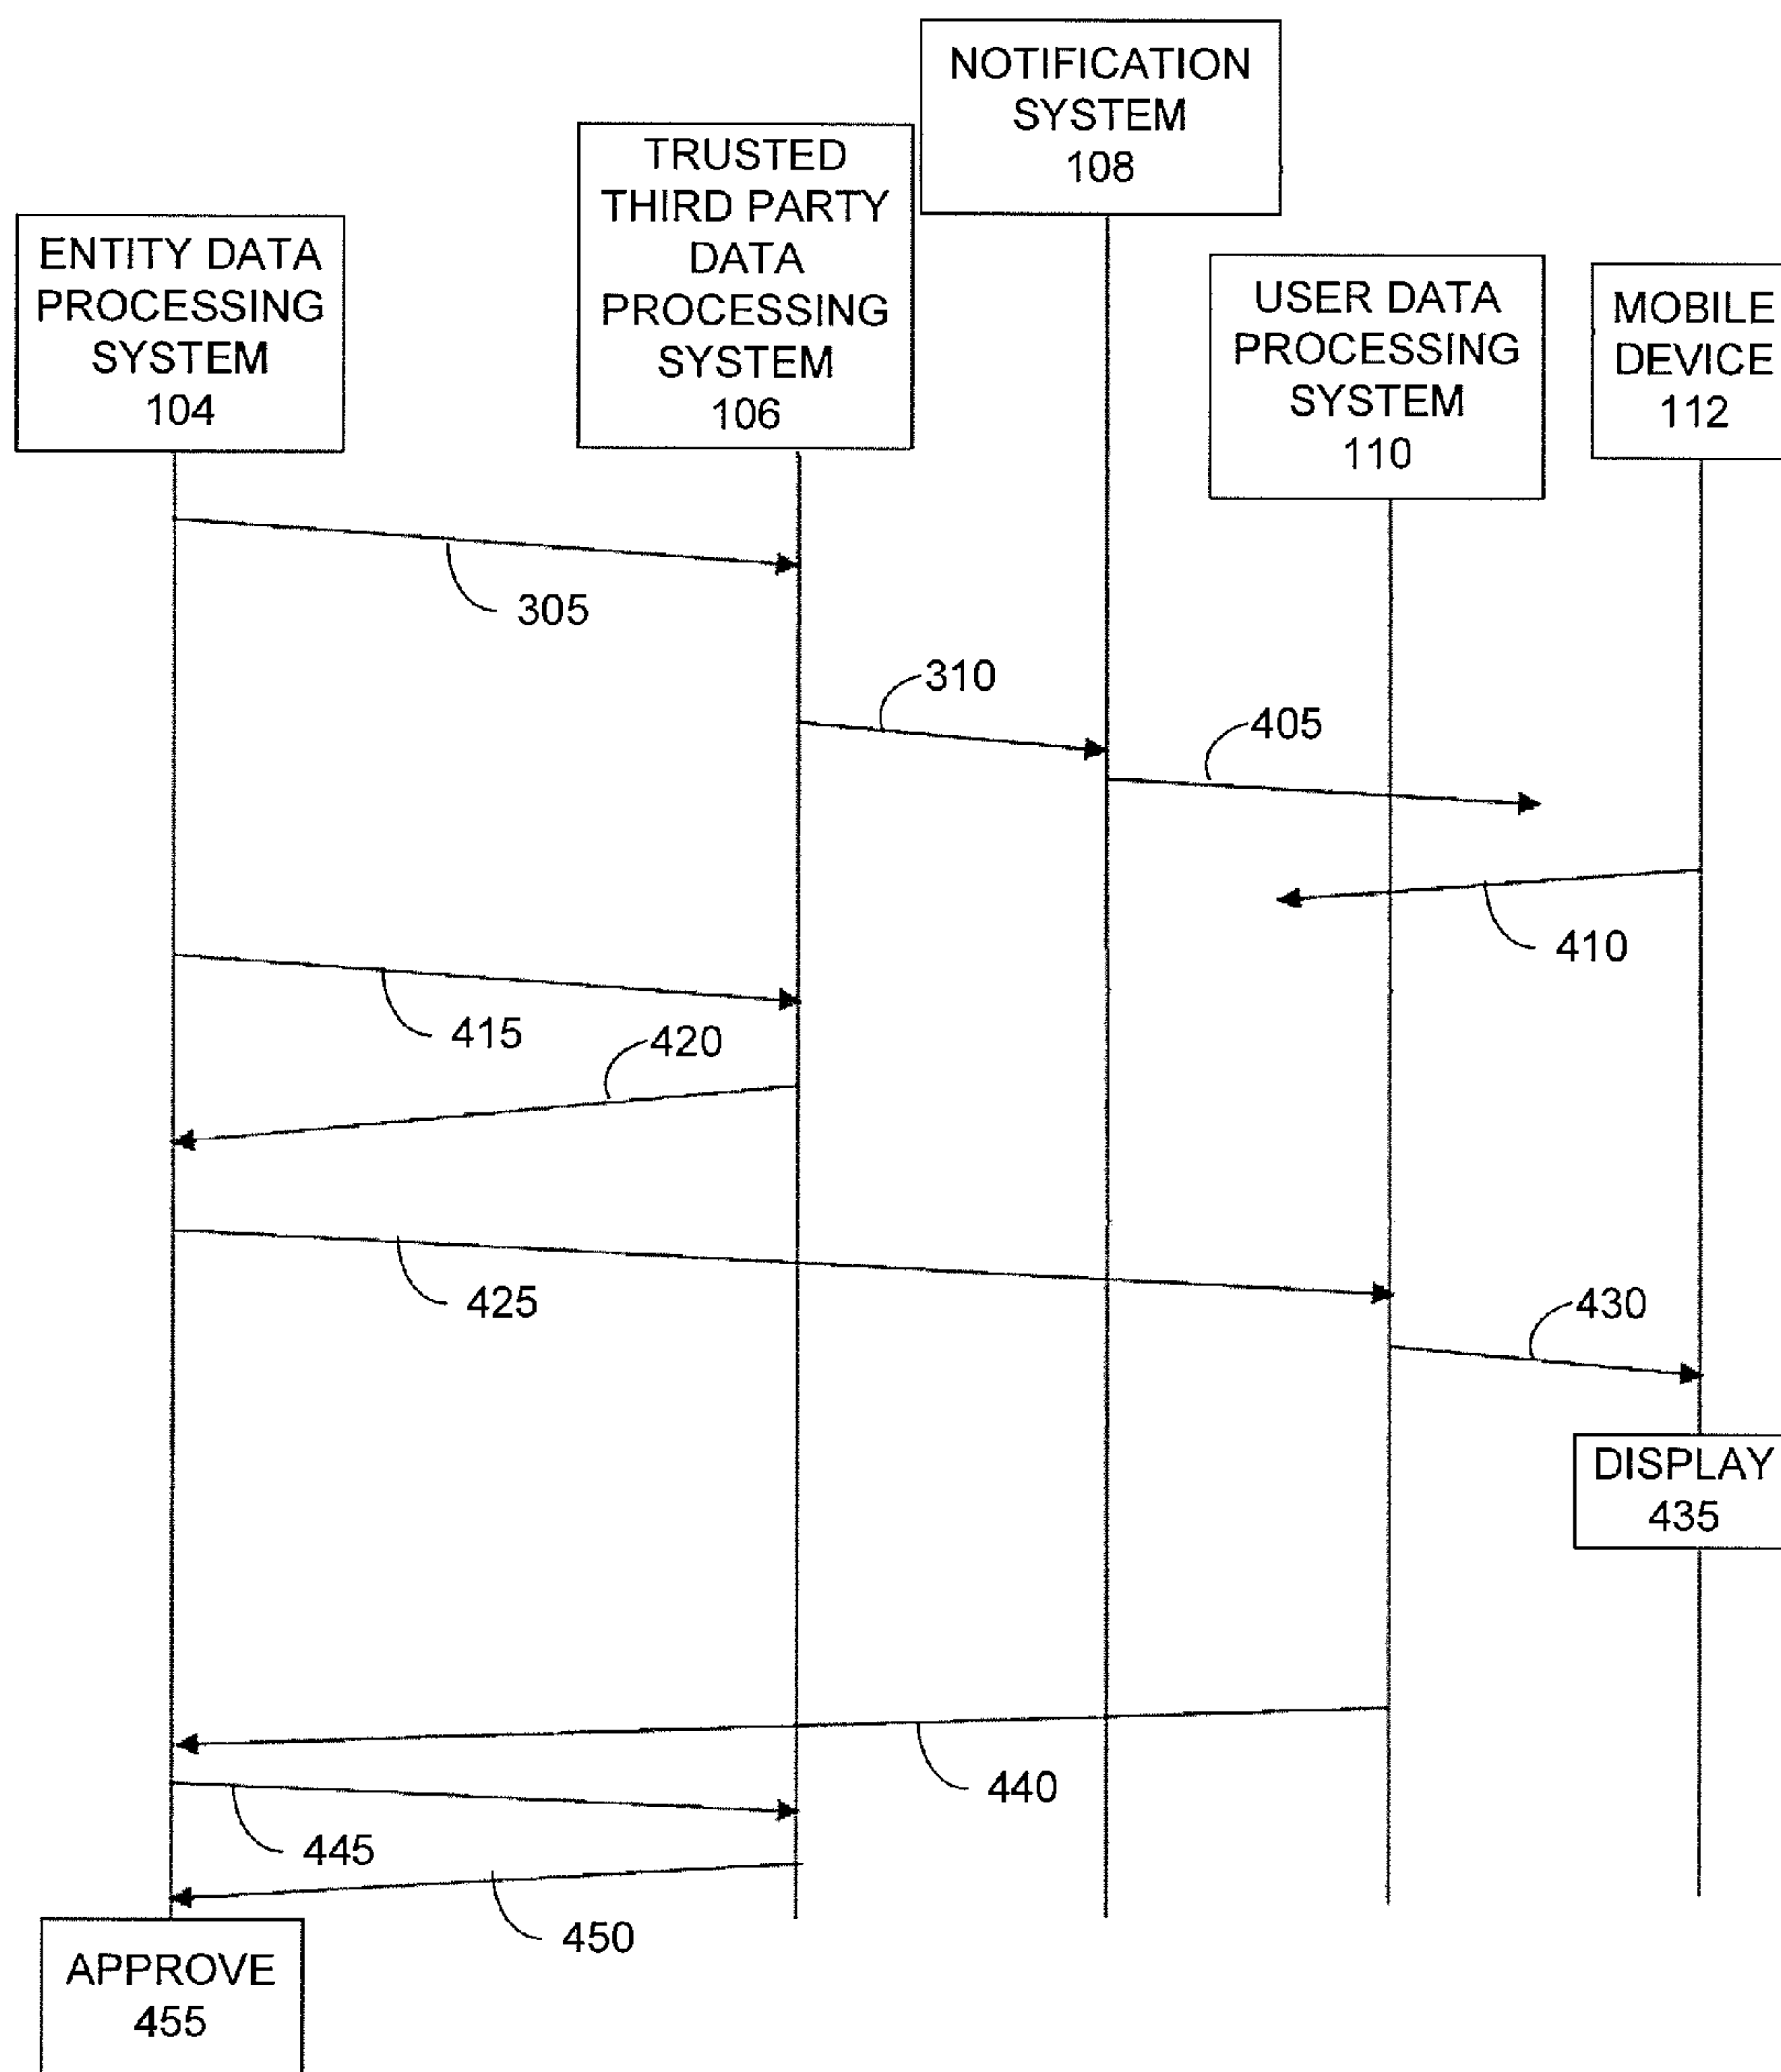 NOTIFICATION
SYSTEM
108
TRUSTED
THIRD PARTY
DATA
PROCESSING
SYSTEM
106
ENTITY DATA
PROCESSING
SYSTEM
104
USER DATA
PROCESSING
SYSTEM
110
MOBILE
DEVICE
112
305
310
405
410
415
420
425
430
DISPLAY
435
440
445
450
APPROVE
455